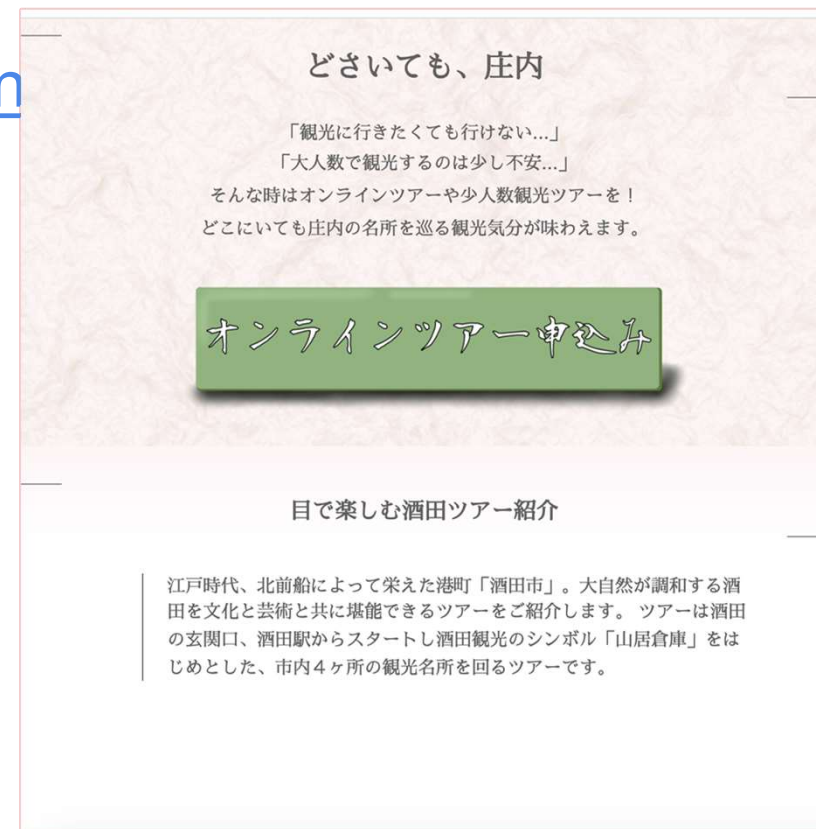 どさいても、庄内
「観光に行きたくても行けない...」
「大人数で観光するのは少し不安...」
そんな時はオンラインツアーや少人数観光ツアーを！
どこにいても庄内の名所を巡る観光気分が味わえます。
オンラインツアー申込み
目で楽しむ酒田ツアー紹介
江戸時代、北前船によって栄えた港町「酒田市」。大自然が調和する酒
田を文化と芸術と共に堪能できるツアーをご紹介します。 ツアーは酒田
の玄関口、酒田駅からスタートし酒田観光のシンボル「山居倉庫」をは
じめとした、市内４ヶ所の観光名所を回るツアーです。